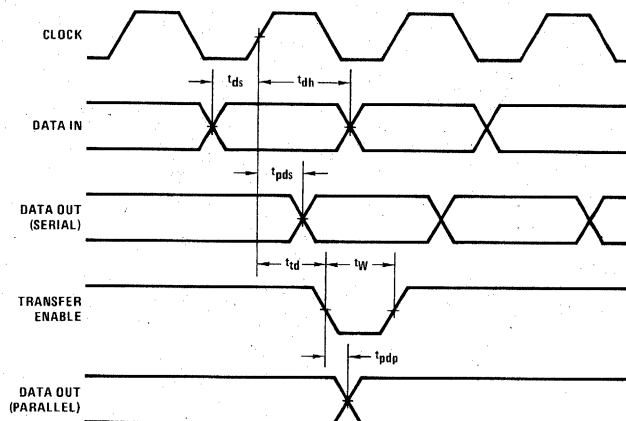 CLOCK
tds
tdh
DATA IN
tpds
DATA OUT
(SERIAL)
ttd
tW
TRANSFER
ENABLE
tpdp
DATA OUT
(PARALLEL)